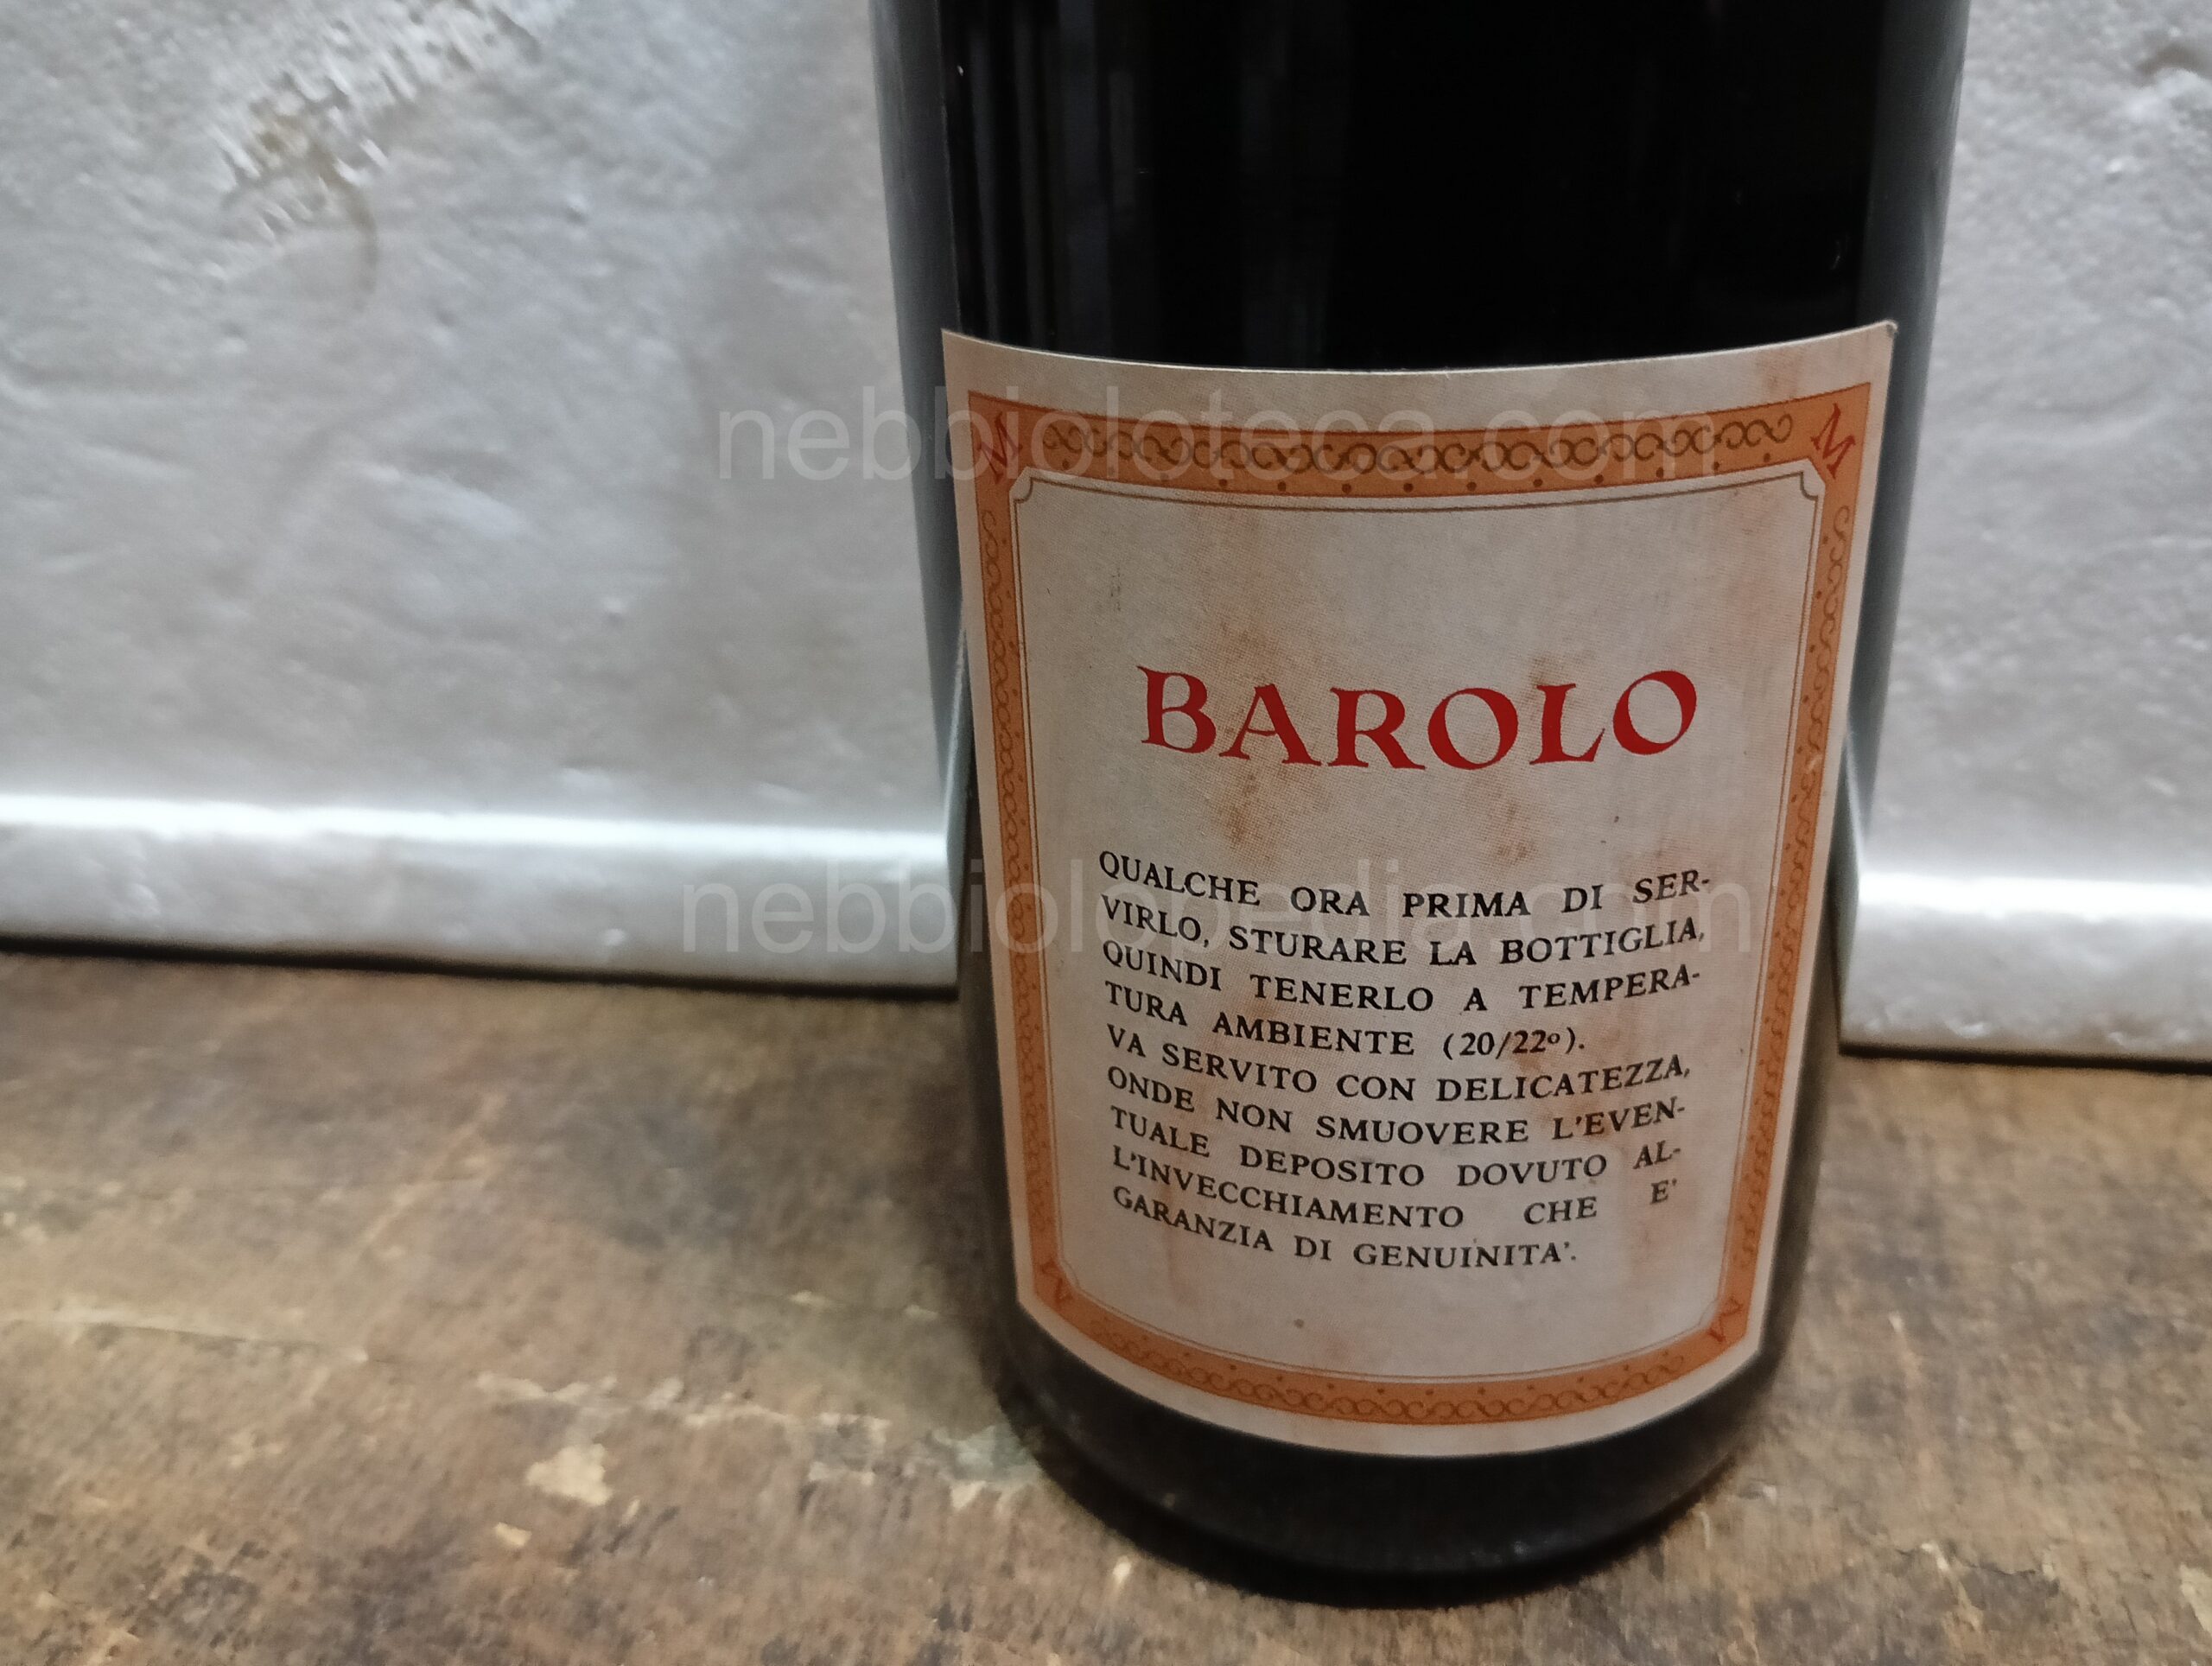 nebbioloteca.com
M M
BAROLO
QUALCHE ORA PRIMA DI SER-
VIRLO, STURARE LA BOTTIGLIA,
nebbiolopedia.com
QUINDI TENERLO A TEMPERA-
TURA AMBIENTE (20/22º).
VA SERVITO CON DELICATEZZA,
ONDE NON SMUOVERE L'EVEN-
TUALE DEPOSITO DOVUTO AL-
L'INVECCHIAMENTO CHE E'
GARANZIA DI GENUINITA'.
M M